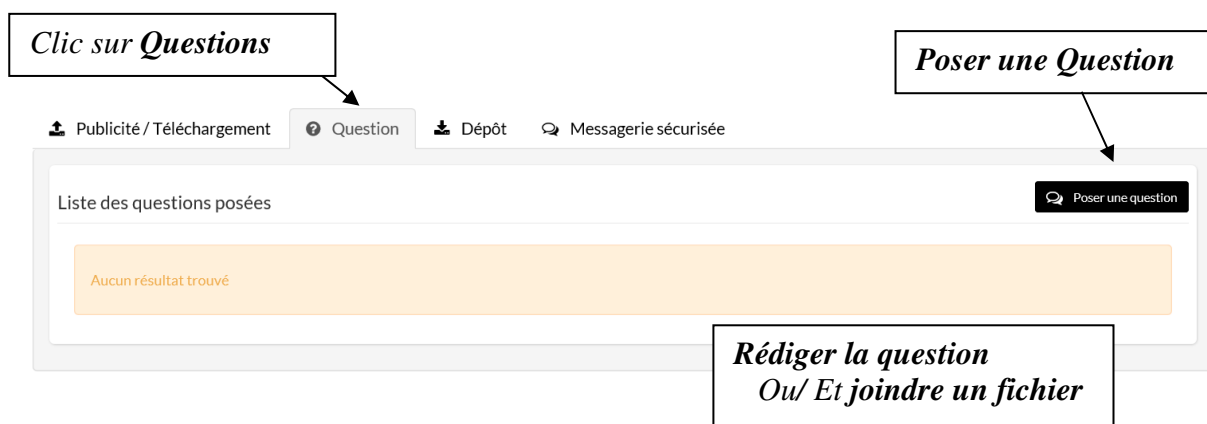 Clic sur Questions
Poser une Question
Publicité / Téléchargement Question Dépôt Messagerie sécurisée
Liste des questions posées Poser une question
Aucun résultat trouvé
Rédiger la question
Ou/ Et joindre un fichier